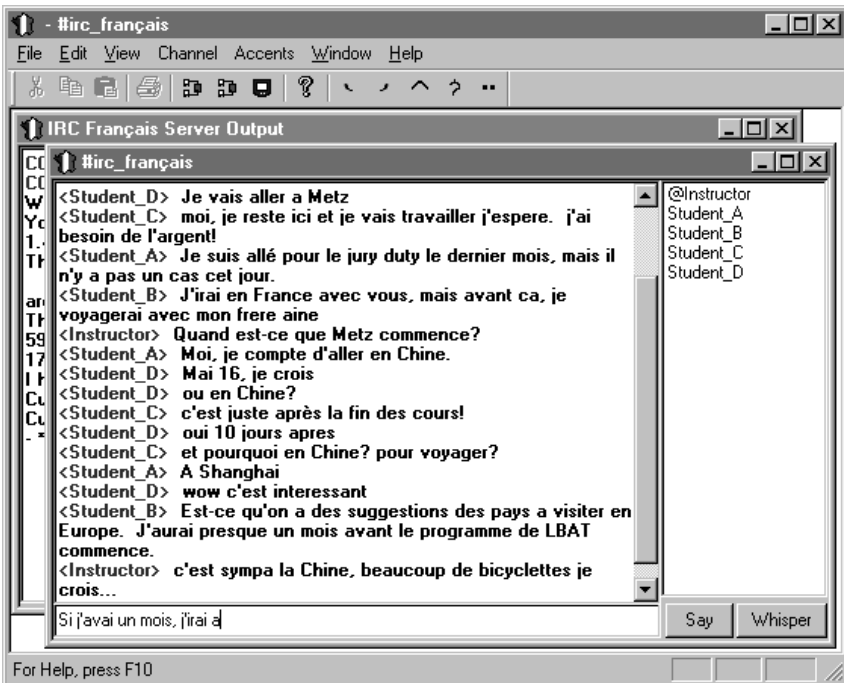 - #irc_français
File Edit View Channel Accents Window Help
IRC Français Server Output
#irc_français
<Student_D> Je vais aller a Metz
<Student_C> moi, je reste ici et je vais travailler j'espere. j'ai
besoin de l'argent!
<Student_A> Je suis allé pour le jury duty le dernier mois, mais il
n'y a pas un cas cet jour.
<Student_B> J'irai en France avec vous, mais avant ca, je
voyagerai avec mon frere aine
<Instructor> Quand est-ce que Metz commence?
<Student_A> Moi, je compte d'aller en Chine.
<Student_D> Mai 16, je crois
<Student_D> ou en Chine?
<Student_C> c'est juste après la fin des cours!
<Student_D> oui 10 jours apres
<Student_C> et pourquoi en Chine? pour voyager?
<Student_A> A Shanghai
<Student_D> wow c'est interessant
<Student_B> Est-ce qu'on a des suggestions des pays a visiter en
Europe. J'aurai presque un mois avant le programme de LBAT
commence.
<Instructor> c'est sympa la Chine, beaucoup de bicyclettes je
crois...
@Instructor
Student_A
Student_B
Student_C
Student_D
Si j'avai un mois, j'irai a
Say Whisper
For Help, press F10